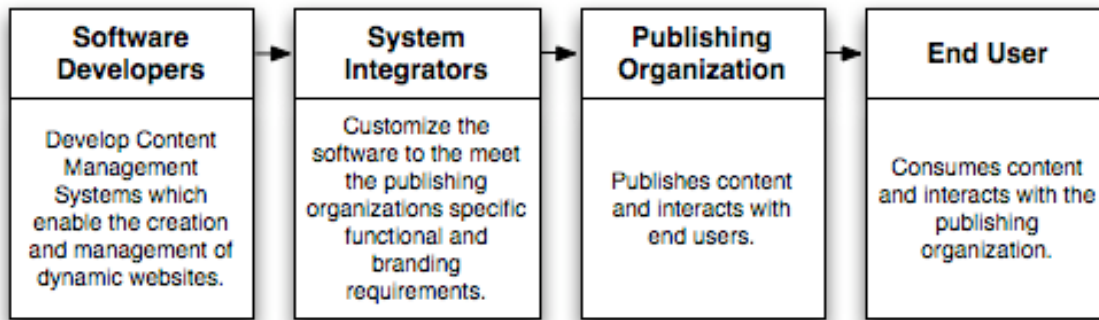 Software
Developers
Develop Content
Management
Systems which
enable the creation
and management of
dynamic websites.
System
Integrators
Customize the
software to the meet
the publishing
organizations specific
functional and
branding
requirements.
Publishing
Organization
Publishes content
and interacts with
end users.
End User
Consumes content
and interacts with the
publishing
organization.